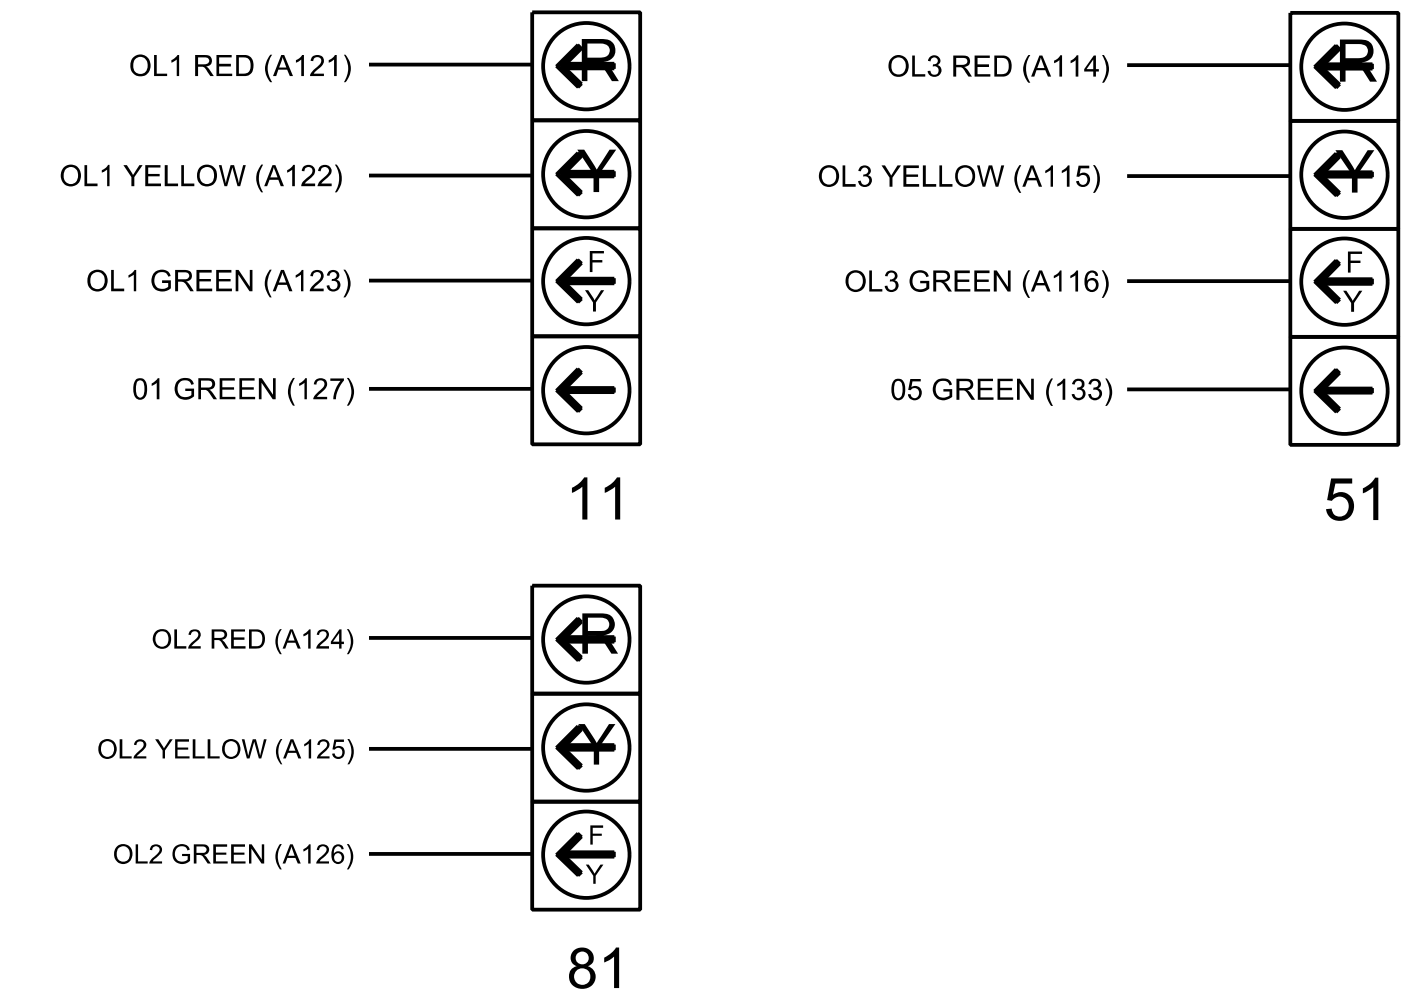 OL1 RED (A121)
R
OL1 YELLOW (A122)
Y
OL1 GREEN (A123)
F
Y
01 GREEN (127)
11
OL3 RED (A114)
R
OL3 YELLOW (A115)
Y
OL3 GREEN (A116)
F
Y
05 GREEN (133)
51
OL2 RED (A124)
R
OL2 YELLOW (A125)
Y
OL2 GREEN (A126)
F
Y
81